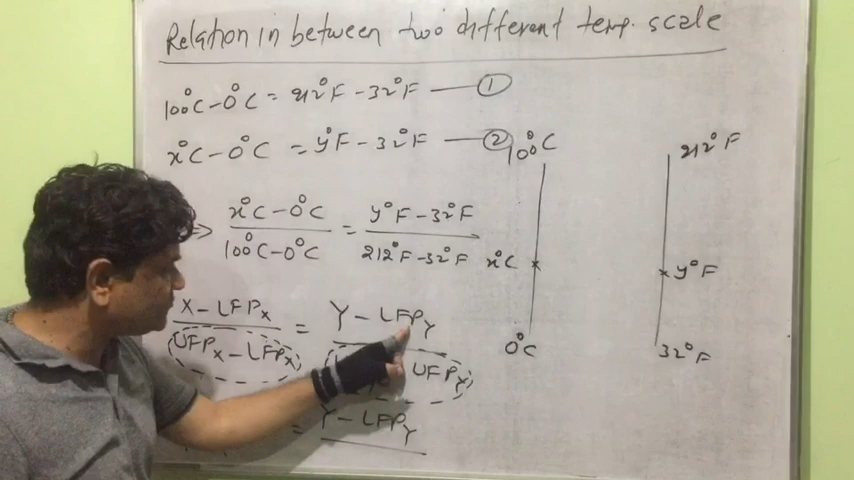 Relation in between two different temp. scale
100°C - 0°C = 212°F - 32°F — ①
x°C - 0°C = y°F - 32°F — ②
100°C
212°F
⇒ x°C - 0°C / 100°C - 0°C = y°F - 32°F / 212°F - 32°F
x°C
y°F
X - LFPx / UFPx - LFPx = Y - LFPY / UFPY
0°C
32°F
= Y - LFPY